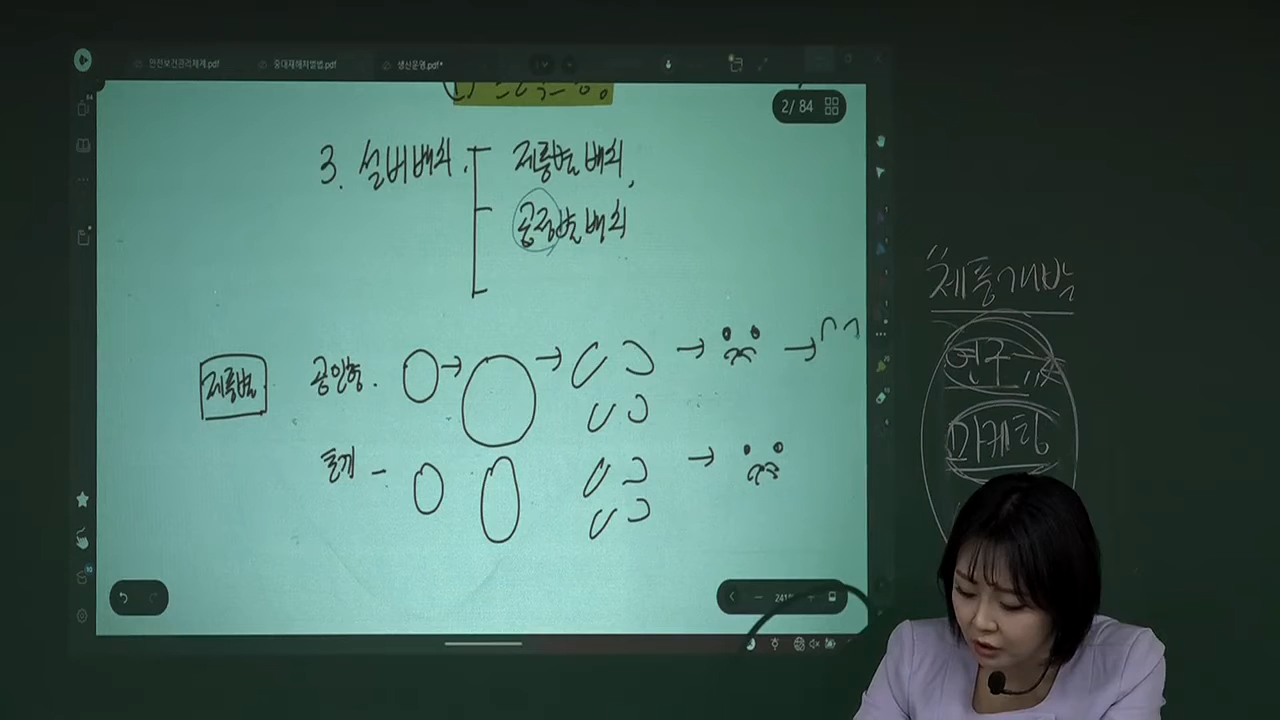 안전보건관리체계.pdf
중대재해처벌법.pdf
생산운영.pdf*
2/84
3. 설비배치.
제품별 배치,
공정별 배치
"제품개발
제품별
공인형.
연구
마케팅
토끼 -